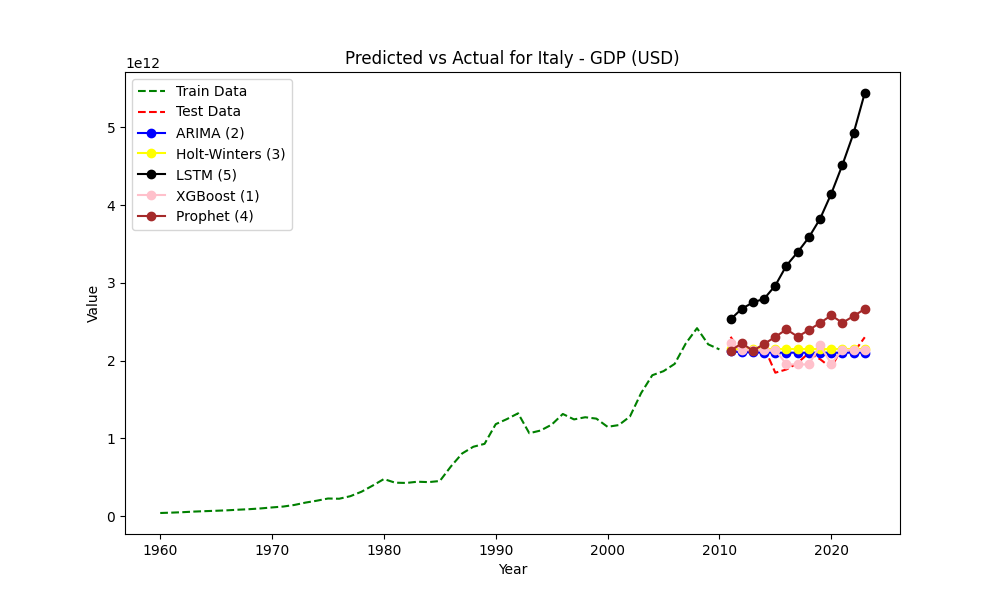 Predicted vs Actual for Italy - GDP (USD)
1e12
Train Data
Test Data
ARIMA (2)
Holt-Winters (3)
LSTM (5)
XGBoost (1)
Prophet (4)
Value
5
4
3
2
1
0
1960 1970 1980 1990 2000 2010 2020
Year